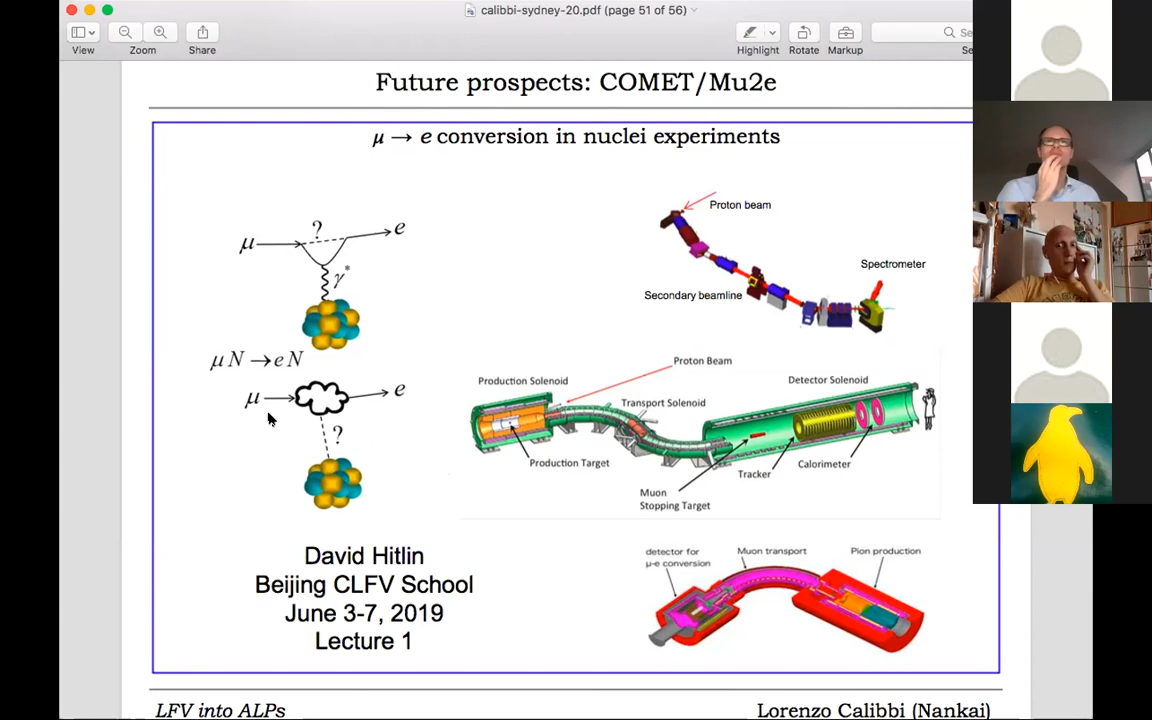 calibbi-sydney-20.pdf (page 51 of 56)
View
Zoom
Share
Highlight
Rotate
Markup
Future prospects: COMET/Mu2e
μ → e conversion in nuclei experiments
μ
?
e
γ*
μ N → e N
μ
e
?
Proton beam
Secondary beamline
Spectrometer
Production Solenoid
Proton Beam
Transport Solenoid
Detector Solenoid
Production Target
Muon
Stopping Target
Tracker
Calorimeter
detector for
μ-e conversion
Muon transport
Pion production
David Hitlin
Beijing CLFV School
June 3-7, 2019
Lecture 1
LFV into ALPs
Lorenzo Calibbi (Nankai)